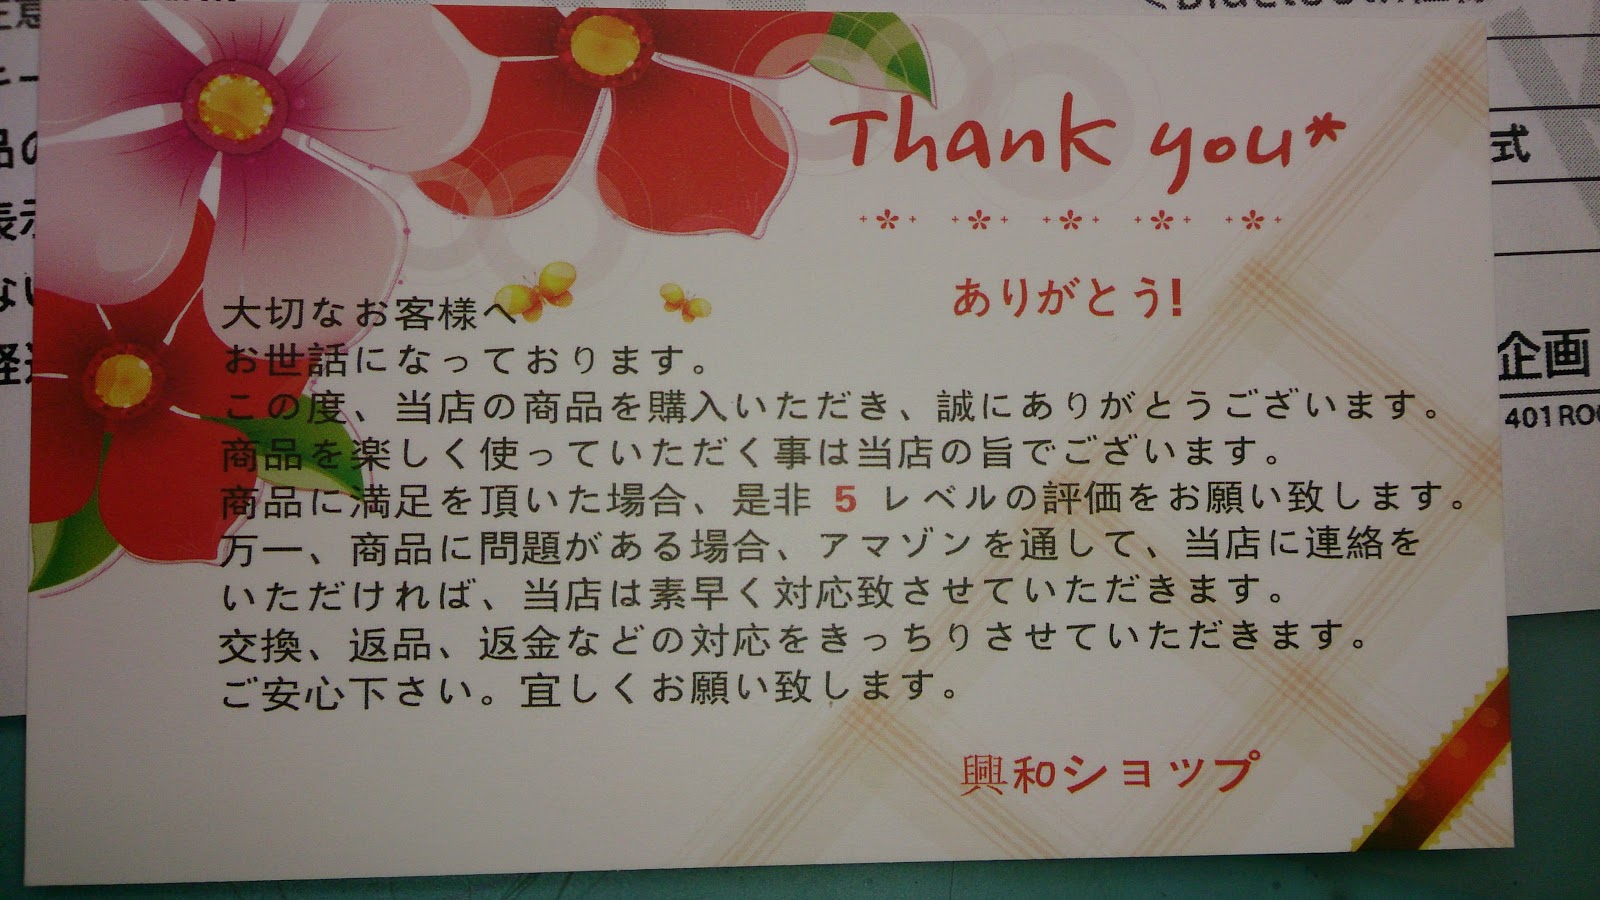 Thank you*
ありがとう!
大切なお客様へ
お世話になっております。
この度、当店の商品を購入いただき、誠にありがとうございます。
商品を楽しく使っていただく事は当店の旨でございます。
商品に満足を頂いた場合、是非 5 レベルの評価をお願い致します。
万一、商品に問題がある場合、アマゾンを通して、当店に連絡を
いただければ、当店は素早く対応致させていただきます。
交換、返品、返金などの対応をきっちりさせていただきます。
ご安心下さい。宜しくお願い致します。
興和ショップ
式
企画